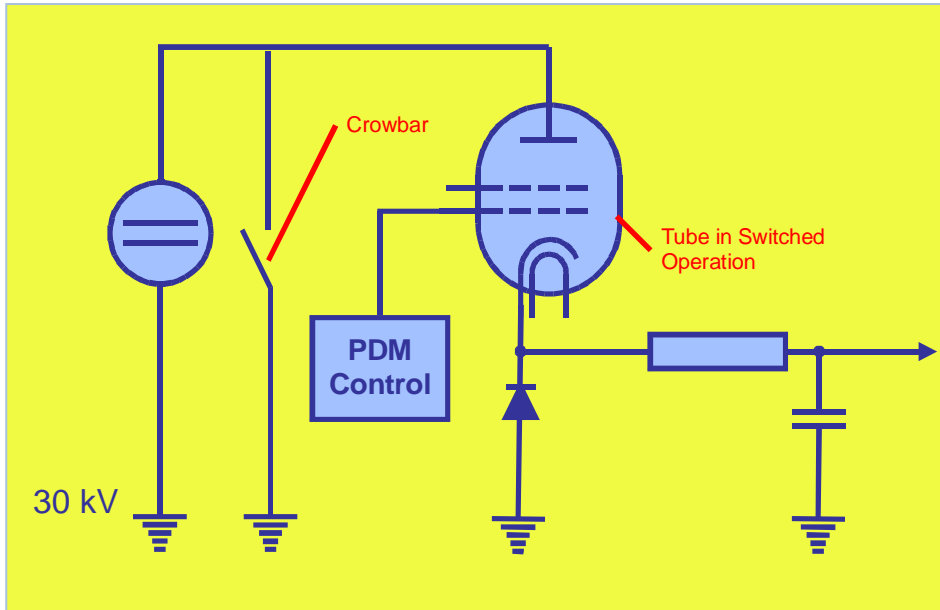 Crowbar
Tube in Switched
Operation
PDM
Control
30 kV